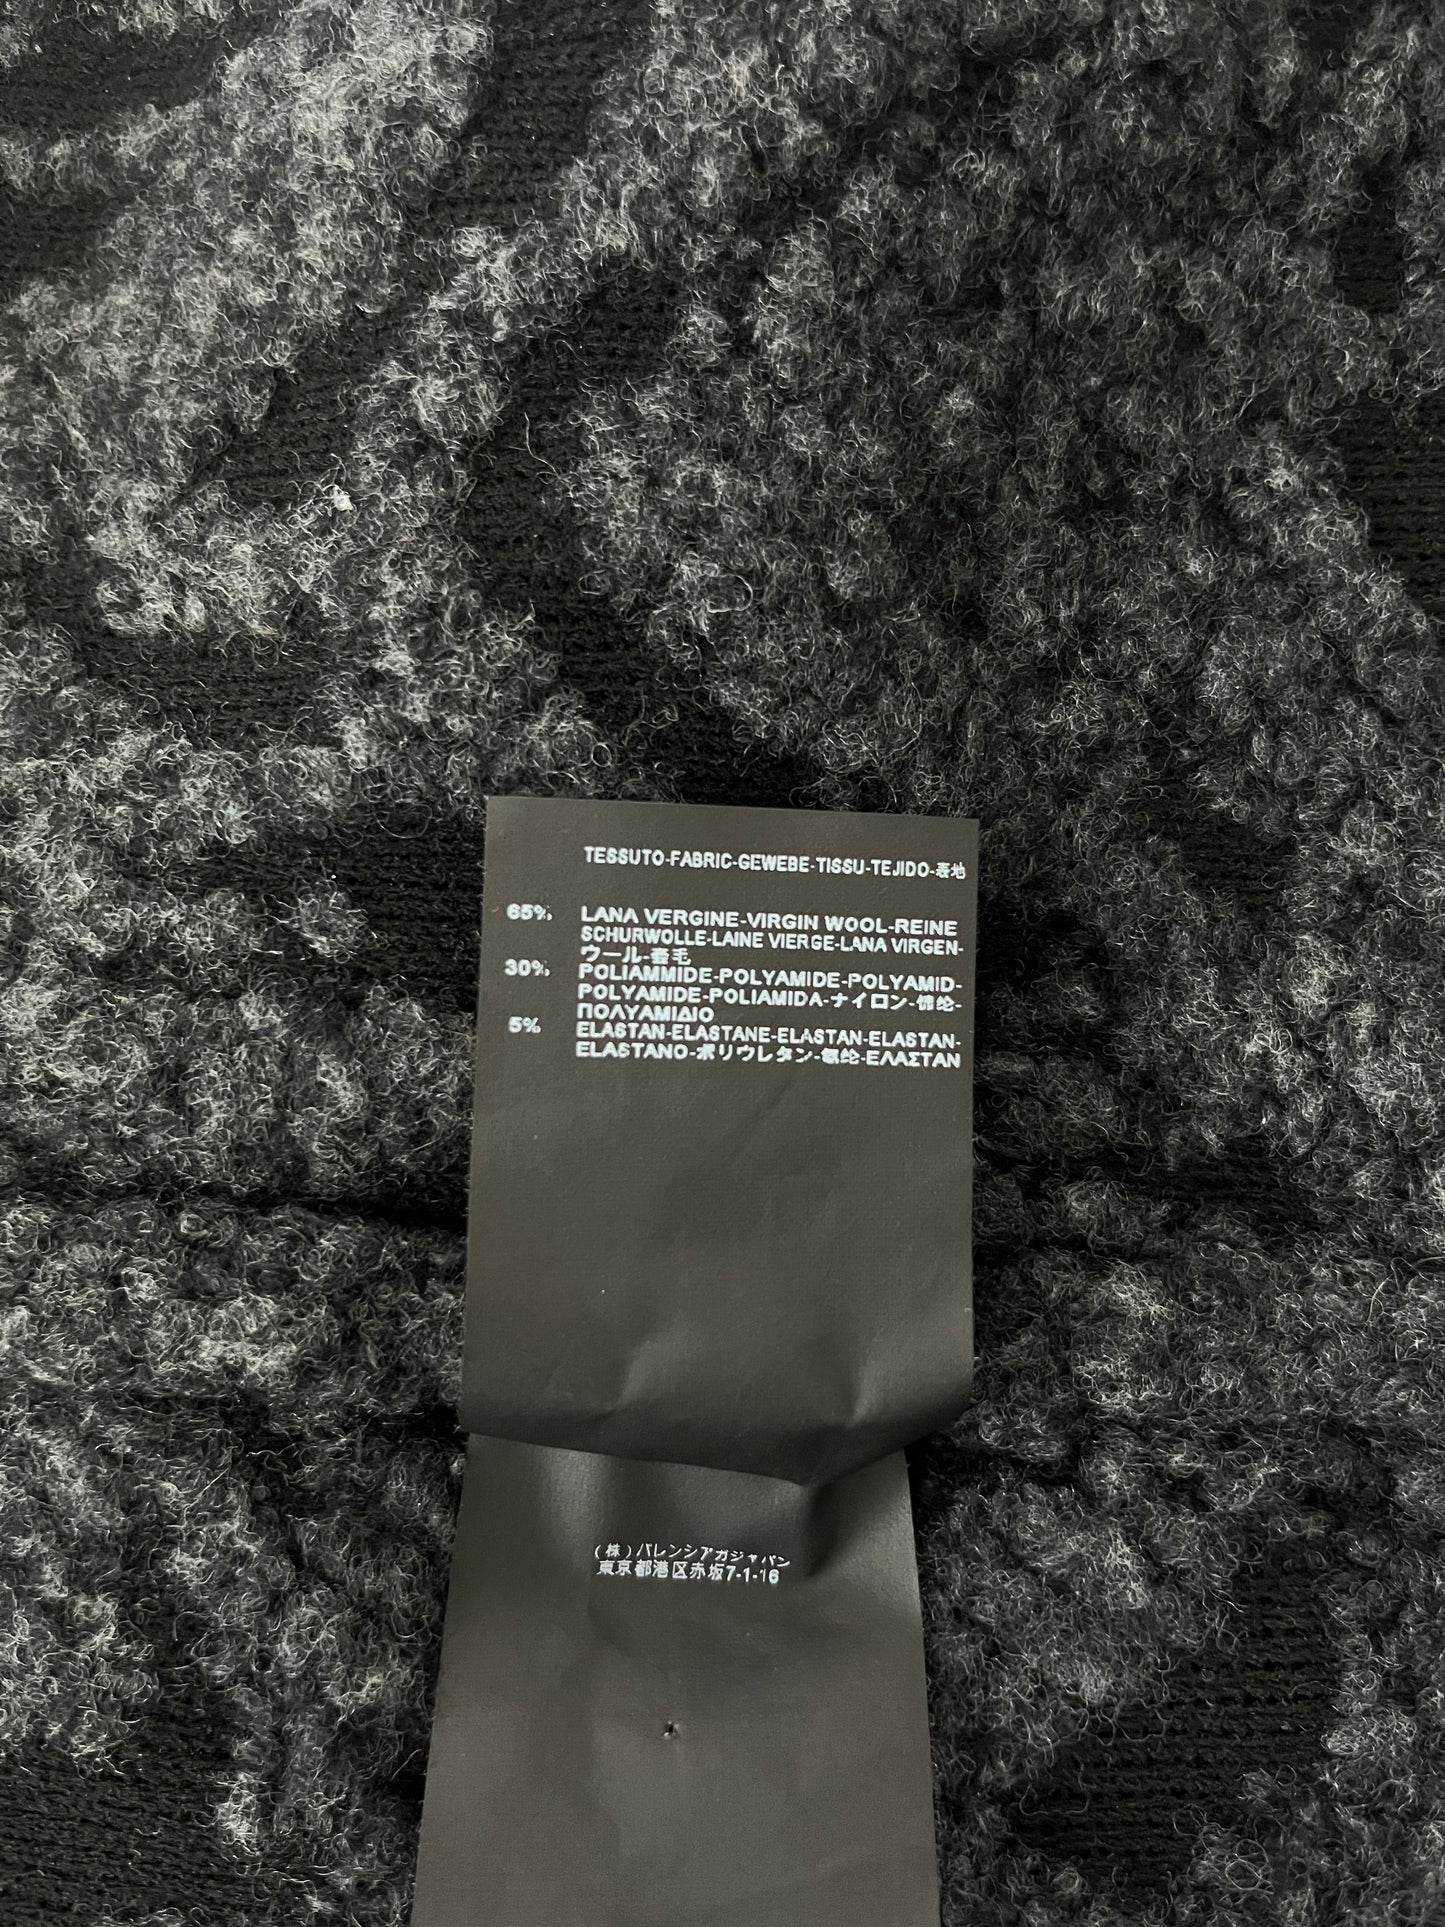 TESSUTO-FABRIC-GEWEBE-TISSU-TEJIDO-表地
65% LANA VERGINE-VIRGIN WOOL-REINE
SCHURWOLLE-LAINE VIERGE-LANA VIRGEN-
ウール-羊毛
30% POLIAMMIDE-POLYAMIDE-POLYAMID-
POLYAMIDE-POLIAMIDA-ナイロン-锦纶-
ΠΟΛΥΑΜΙΔΙΟ
5% ELASTAN-ELASTANE-ELASTAN-ELASTAN-
ELASTANO-ポリウレタン-氨纶-ΕΛΑΣΤΑΝ
(株)バレンシアガジャパン
東京都港区赤坂7-1-16